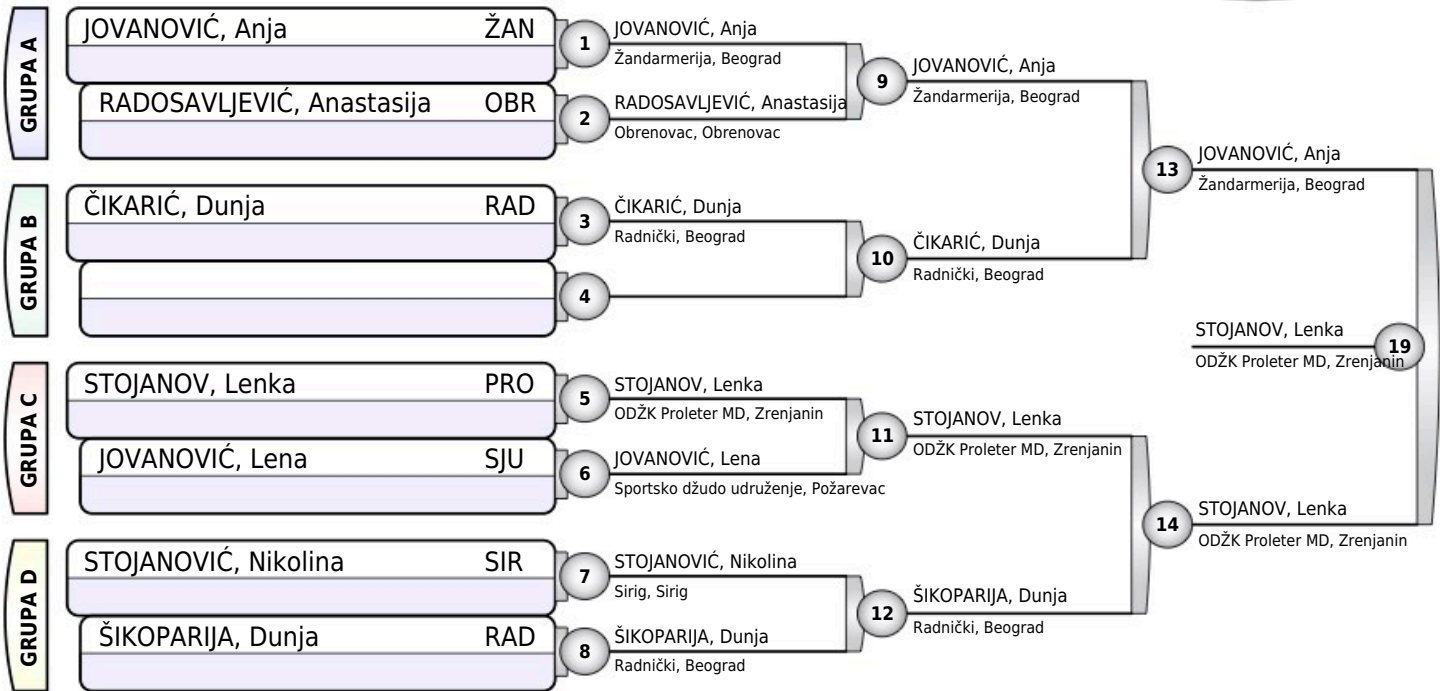 GRUPA A
JOVANOVIĆ, Anja ŽAN
RADOSAVLJEVIĆ, Anastasija OBR
GRUPA B
ČIKARIĆ, Dunja RAD
GRUPA C
STOJANOV, Lenka PRO
JOVANOVIĆ, Lena SJU
GRUPA D
STOJANOVIĆ, Nikolina SIR
ŠIKOPARIJA, Dunja RAD
1
JOVANOVIĆ, Anja
Žandarmerija, Beograd
2
RADOSAVLJEVIĆ, Anastasija
Obrenovac, Obrenovac
3
ČIKARIĆ, Dunja
Radnički, Beograd
4
5
STOJANOV, Lenka
ODŽK Proleter MD, Zrenjanin
6
JOVANOVIĆ, Lena
Sportsko džudo udruženje, Požarevac
7
STOJANOVIĆ, Nikolina
Sirig, Sirig
8
ŠIKOPARIJA, Dunja
Radnički, Beograd
9
JOVANOVIĆ, Anja
Žandarmerija, Beograd
10
ČIKARIĆ, Dunja
Radnički, Beograd
11
STOJANOV, Lenka
ODŽK Proleter MD, Zrenjanin
12
ŠIKOPARIJA, Dunja
Radnički, Beograd
13
JOVANOVIĆ, Anja
Žandarmerija, Beograd
14
STOJANOV, Lenka
ODŽK Proleter MD, Zrenjanin
STOJANOV, Lenka
19
ODŽK Proleter MD, Zrenjanin